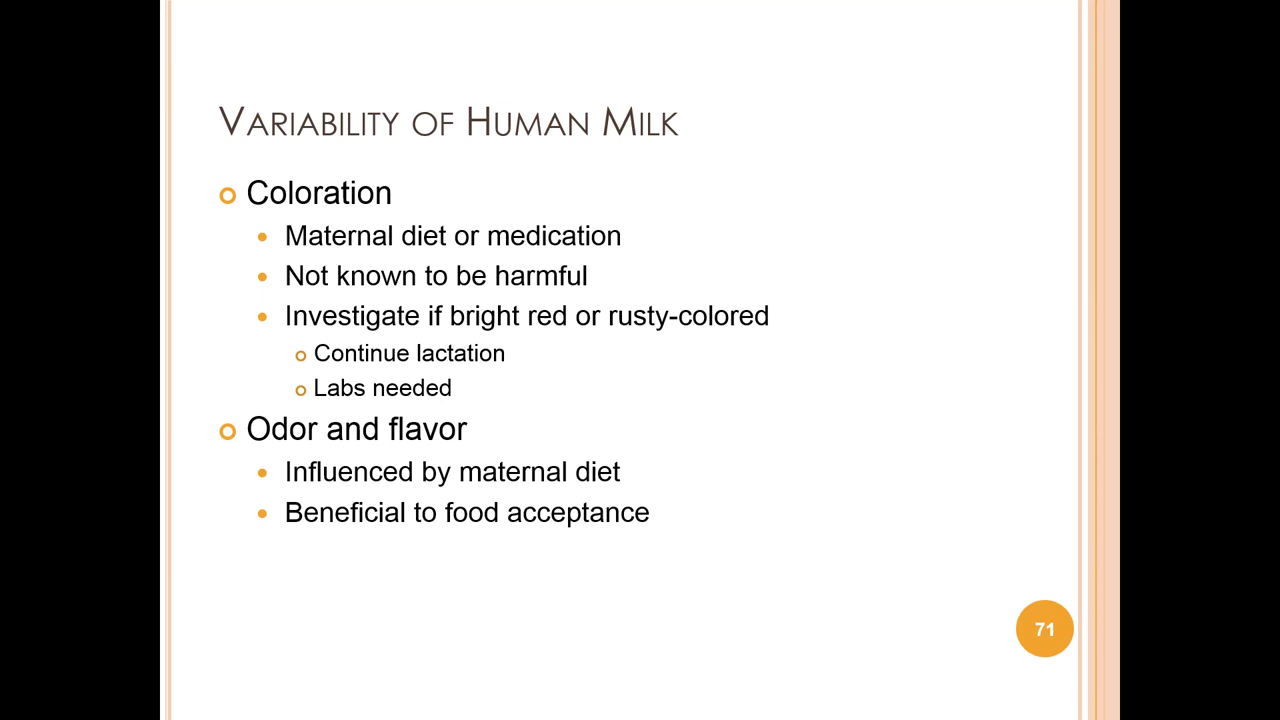 Variability of Human Milk
Coloration
Maternal diet or medication
Not known to be harmful
Investigate if bright red or rusty-colored
Continue lactation
Labs needed
Odor and flavor
Influenced by maternal diet
Beneficial to food acceptance
71